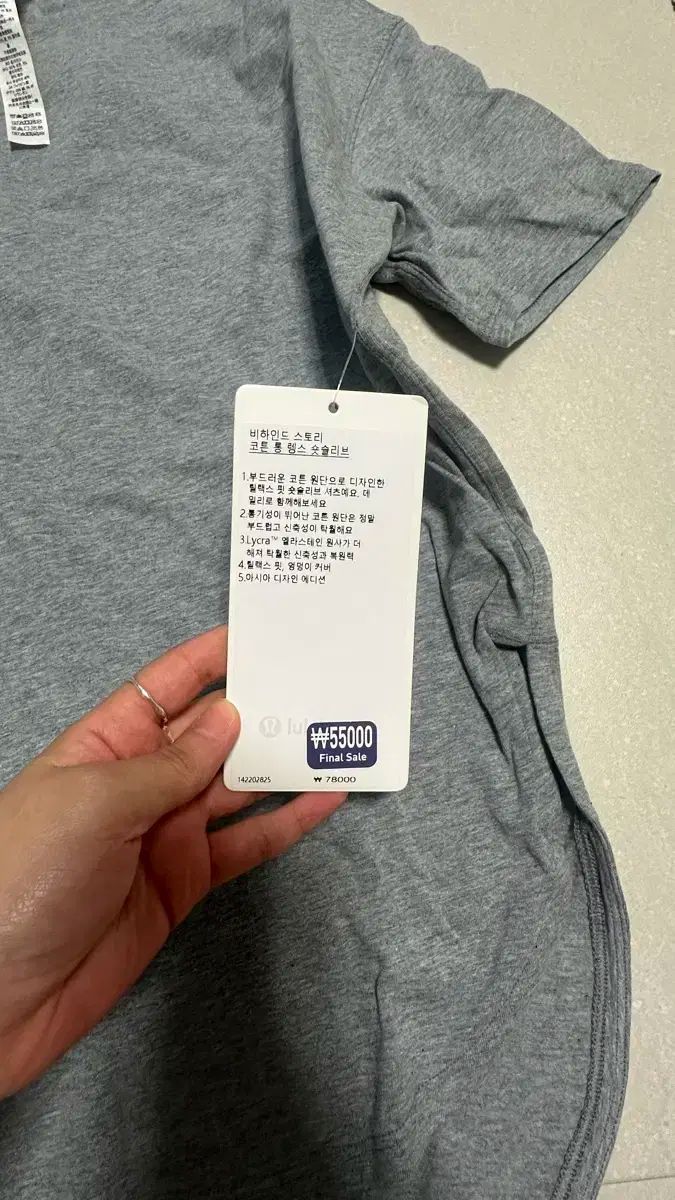 비하인드 스토리
코튼 롱 렝스 숏슬리브
1.부드러운 코튼 원단으로 디자인한
릴랙스 핏 숏슬리브 셔츠예요. 데
일리로 함께해보세요
2.통기성이 뛰어난 코튼 원단은 정말
부드럽고 신축성이 탁월해요
3.Lycra™ 엘라스테인 원사가 더
해져 탁월한 신축성과 복원력
4.릴랙스 핏, 엉덩이 커버
5.아시아 디자인 에디션
₩55000
Final Sale
142202825 ₩ 78000